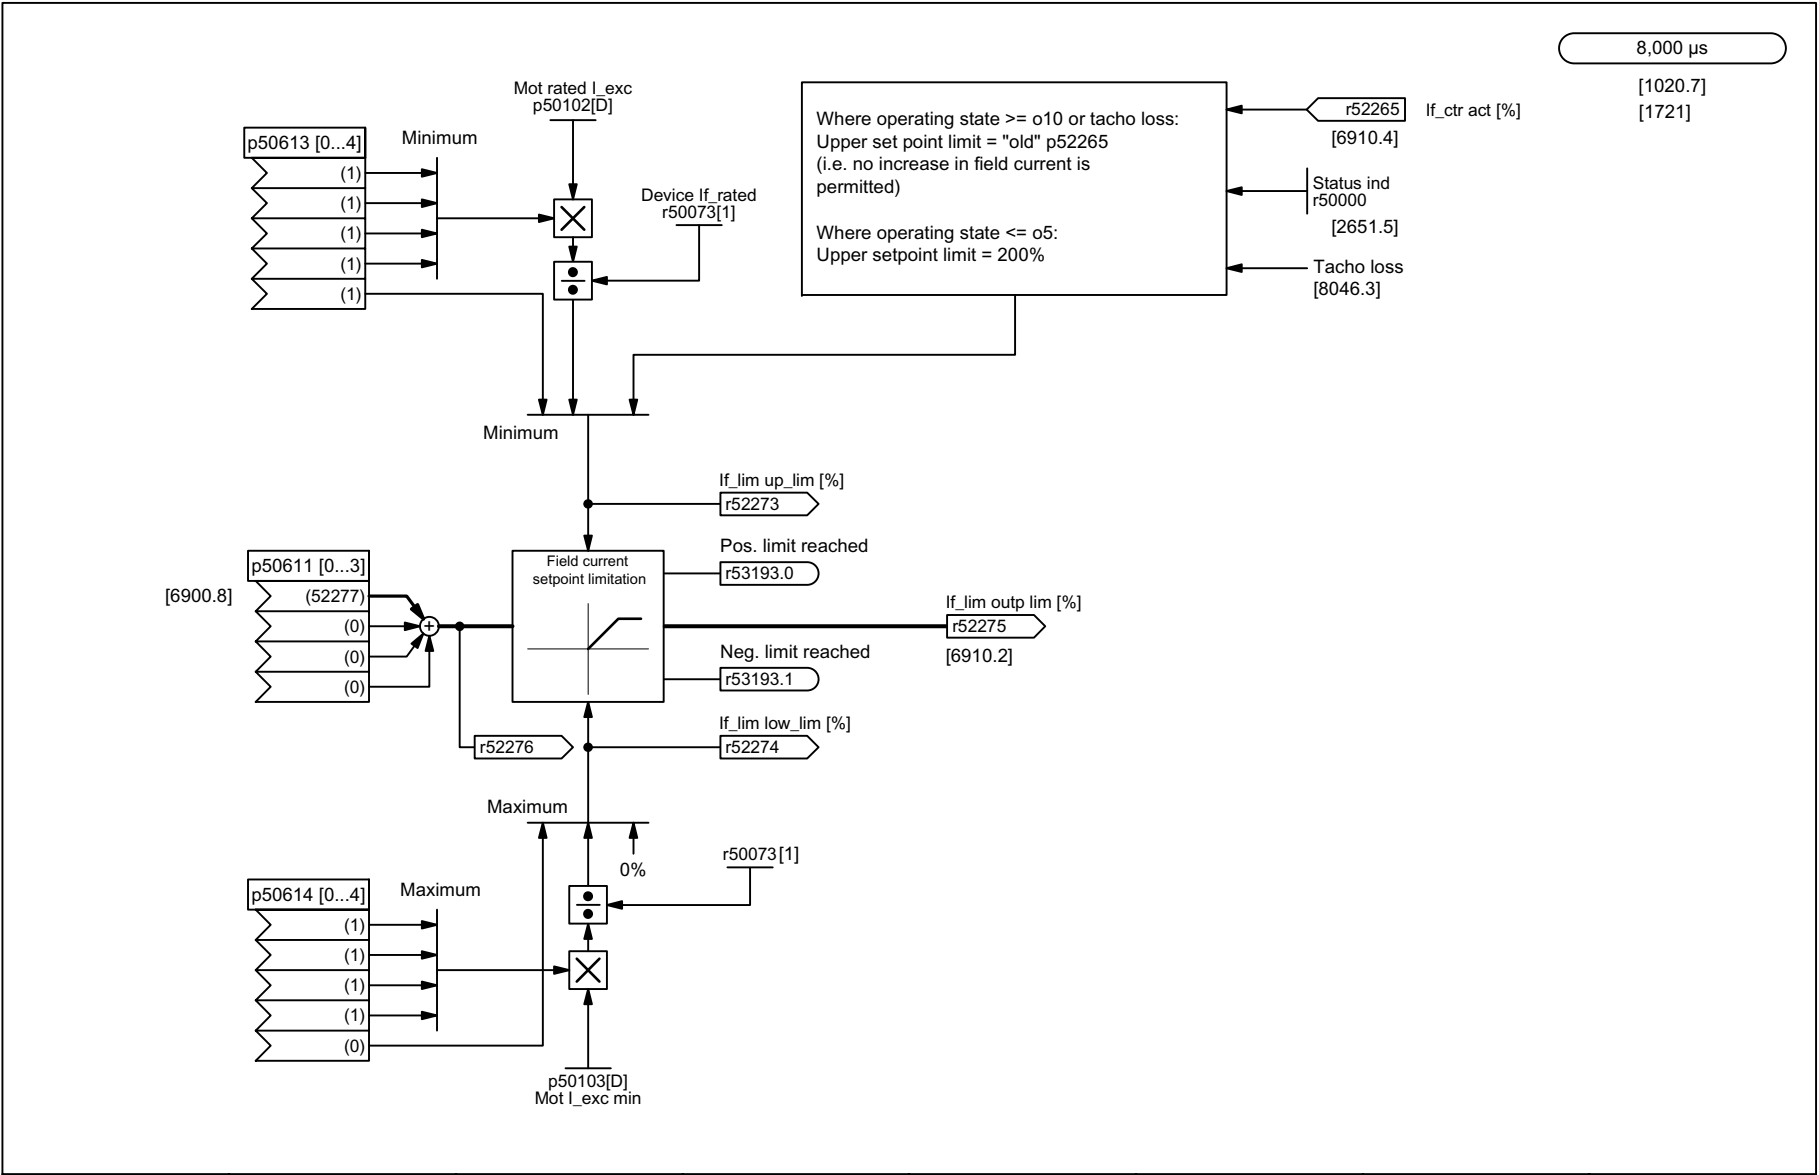 8,000 µs
[1020.7]
[1721]
Mot rated I_exc
p50102[D]
p50613 [0...4]
(1)
(1)
(1)
(1)
(1)
Minimum
Device If_rated
r50073[1]
Where operating state >= o10 or tacho loss:
Upper set point limit = "old" p52265
(i.e. no increase in field current is
permitted)
Where operating state <= o5:
Upper setpoint limit = 200%
r52265
If_ctr act [%]
[6910.4]
Status ind
r50000
[2651.5]
Tacho loss
[8046.3]
Minimum
If_lim up_lim [%]
r52273
Pos. limit reached
r53193.0
p50611 [0...3]
[6900.8]
(52277)
(0)
(0)
(0)
+
Field current
setpoint limitation
If_lim outp lim [%]
r52275
[6910.2]
Neg. limit reached
r53193.1
If_lim low_lim [%]
r52274
r52276
Maximum
0%
r50073[1]
p50614 [0...4]
(1)
(1)
(1)
(1)
(0)
Maximum
p50103[D]
Mot I_exc min